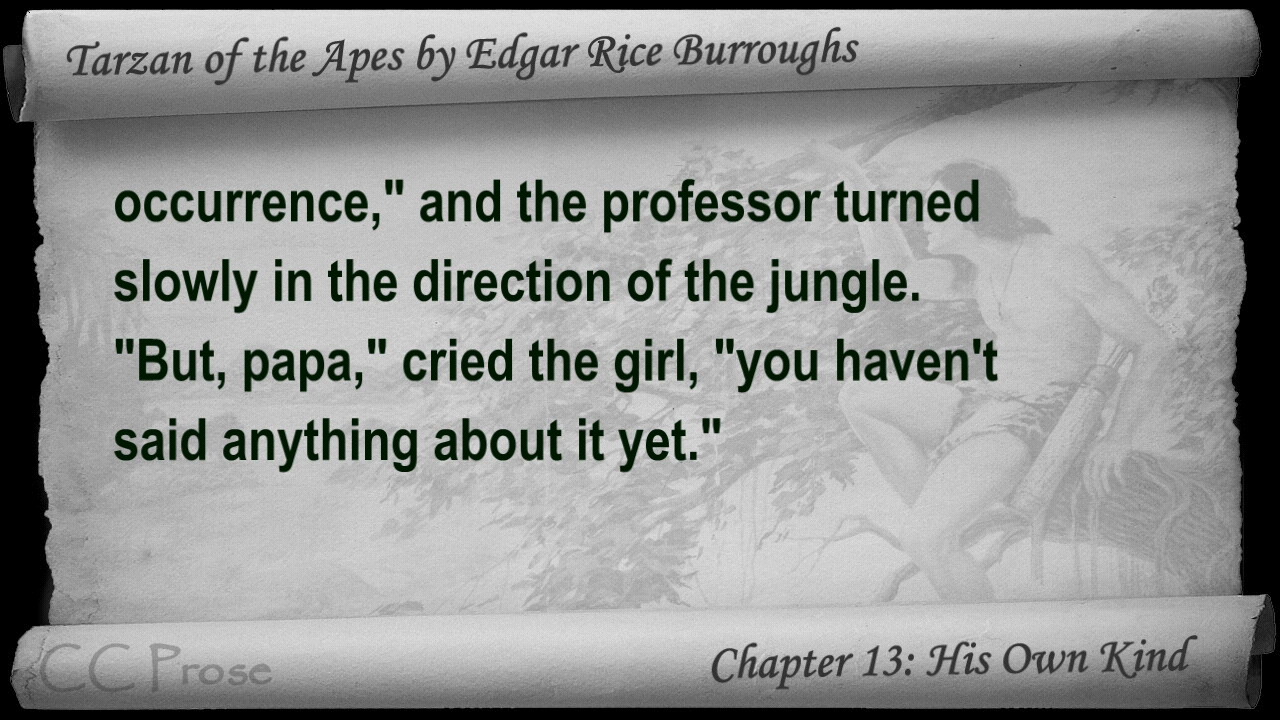 Tarzan of the Apes by Edgar Rice Burroughs
occurrence," and the professor turned
slowly in the direction of the jungle.
"But, papa," cried the girl, "you haven't
said anything about it yet."
CC Prose
Chapter 13: His Own Kind